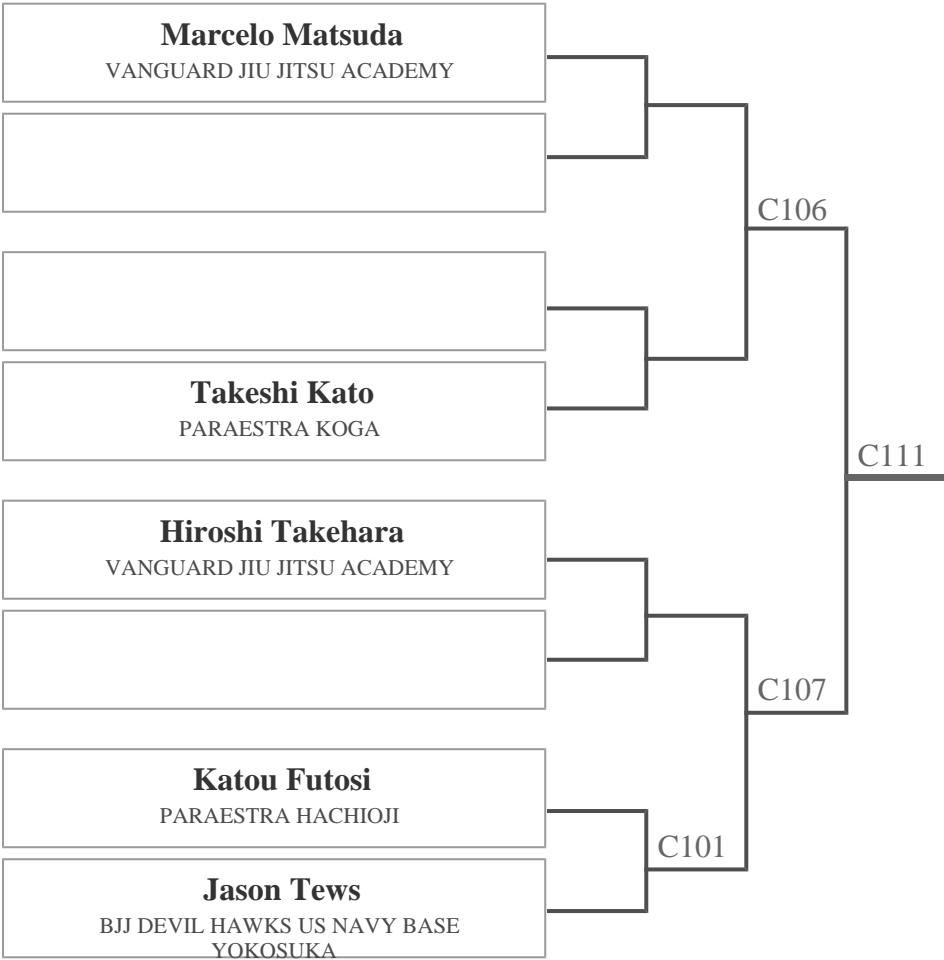 Marcelo Matsuda
VANGUARD JIU JITSU ACADEMY
C106
Takeshi Kato
PARAESTRA KOGA
C111
Hiroshi Takehara
VANGUARD JIU JITSU ACADEMY
C107
Katou Futosi
PARAESTRA HACHIOJI
C101
Jason Tews
BJJ DEVIL HAWKS US NAVY BASE
YOKOSUKA